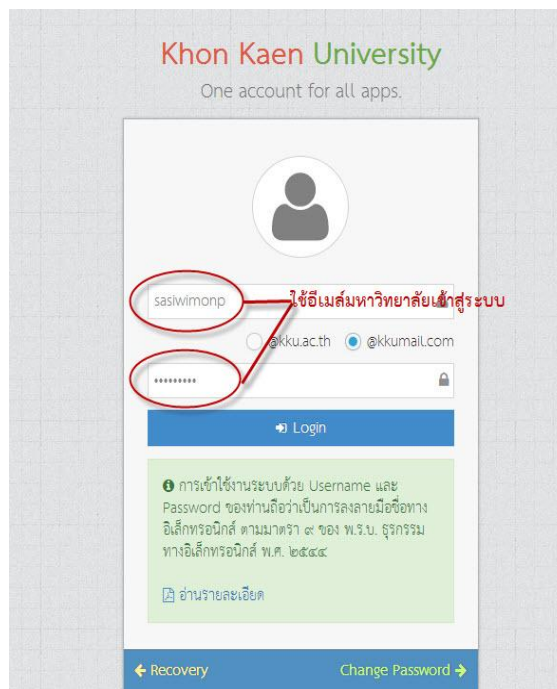 Khon Kaen University
One account for all apps.
sasiwimonp
ใช้อีเมล์มหาวิทยาลัยเข้าสู่ระบบ
@kku.ac.th @kkumail.com
•••••••••
Login
การเข้าใช้งานระบบด้วย Username และ
Password ของท่านถือว่าเป็นการลงลายมือชื่อทาง
อิเล็กทรอนิกส์ ตามมาตรา ๙ ของ พ.ร.บ. ธุรกรรม
ทางอิเล็กทรอนิกส์ พ.ศ. ๒๕๔๔
อ่านรายละเอียด
Recovery Change Password